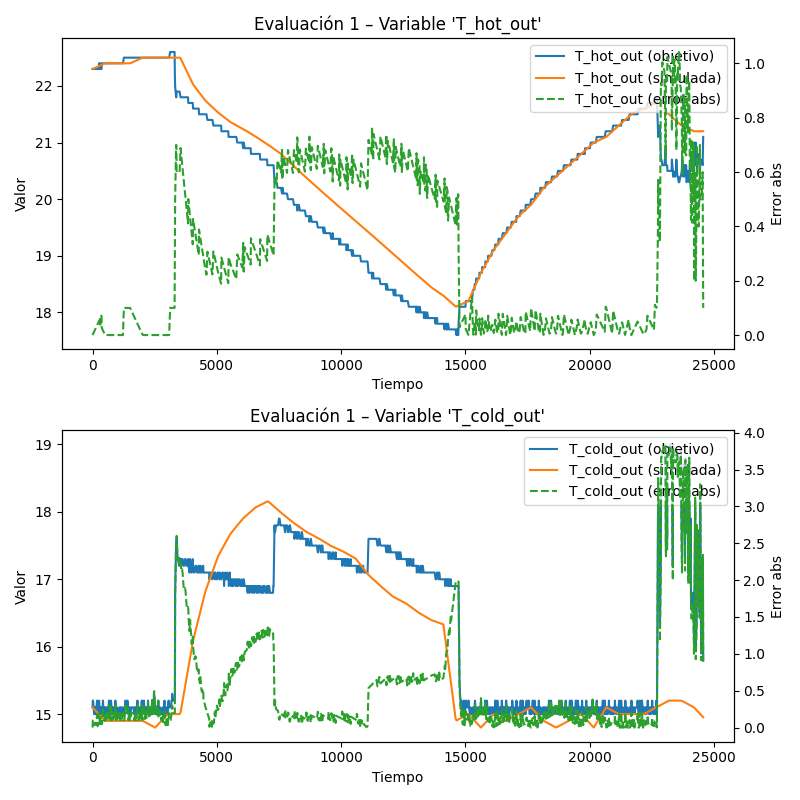 Evaluación 1 – Variable 'T_hot_out'
T_hot_out (objetivo)
T_hot_out (simulada)
T_hot_out (error abs)
Valor
22
21
20
19
18
1.0
0.8
0.6
0.4
0.2
0.0
Error abs
0 5000 10000 15000 20000 25000
Tiempo
Evaluación 1 – Variable 'T_cold_out'
T_cold_out (objetivo)
T_cold_out (simulada)
T_cold_out (error abs)
Valor
19
18
17
16
15
4.0
3.5
3.0
2.5
2.0
1.5
1.0
0.5
0.0
Error abs
0 5000 10000 15000 20000 25000
Tiempo